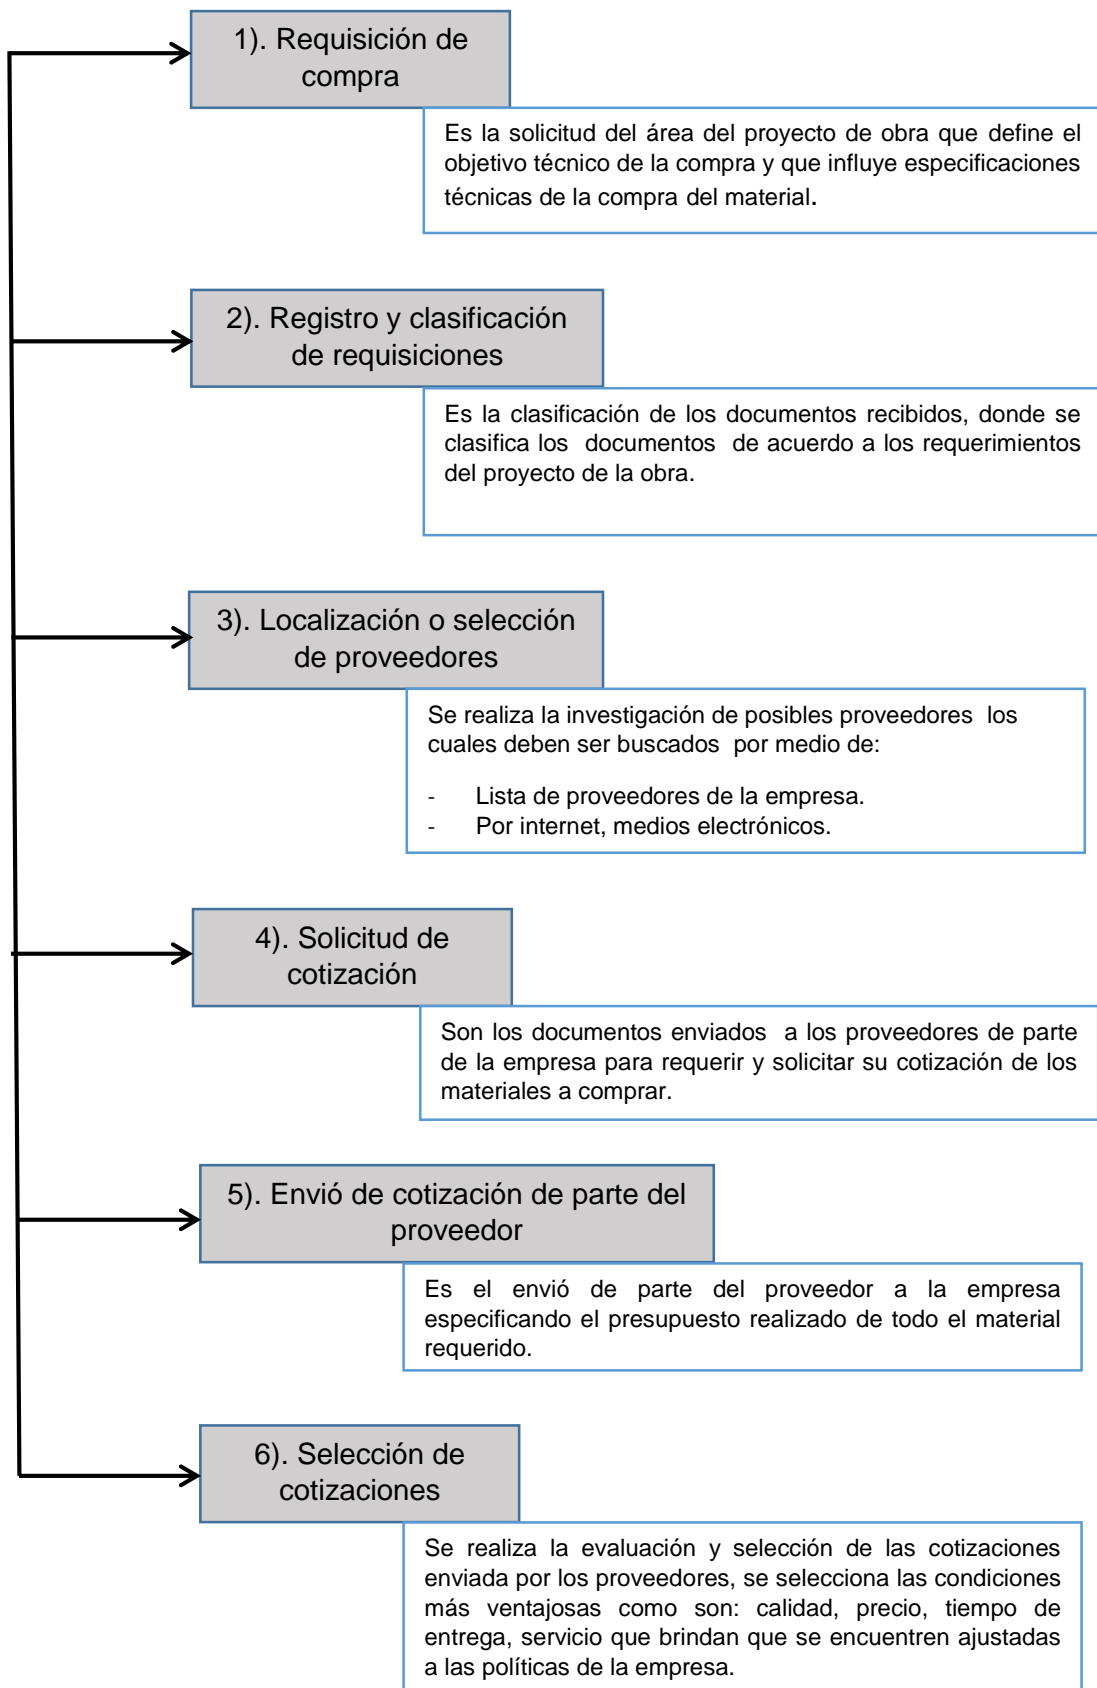 1). Requisición de
compra
Es la solicitud del área del proyecto de obra que define el
objetivo técnico de la compra y que influye especificaciones
técnicas de la compra del material.
2). Registro y clasificación
de requisiciones
Es la clasificación de los documentos recibidos, donde se
clasifica los documentos de acuerdo a los requerimientos
del proyecto de la obra.
3). Localización o selección
de proveedores
Se realiza la investigación de posibles proveedores los
cuales deben ser buscados por medio de:
- Lista de proveedores de la empresa.
- Por internet, medios electrónicos.
4). Solicitud de
cotización
Son los documentos enviados a los proveedores de parte
de la empresa para requerir y solicitar su cotización de los
materiales a comprar.
5). Envió de cotización de parte del
proveedor
Es el envió de parte del proveedor a la empresa
especificando el presupuesto realizado de todo el material
requerido.
6). Selección de
cotizaciones
Se realiza la evaluación y selección de las cotizaciones
enviada por los proveedores, se selecciona las condiciones
más ventajosas como son: calidad, precio, tiempo de
entrega, servicio que brindan que se encuentren ajustadas
a las políticas de la empresa.